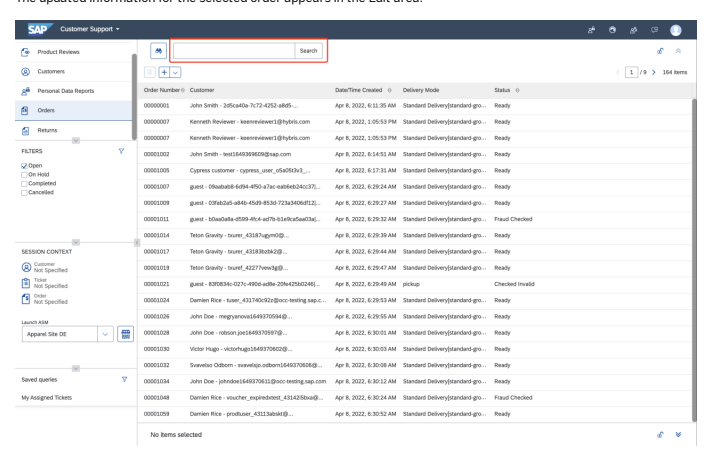 The updated information for the selected order appears in the Edit area.
SAP Customer Support
Product Reviews
Customers
Personal Data Reports
Orders
Returns
FILTERS
Open
On Hold
Completed
Cancelled
SESSION CONTEXT
Customer
Not Specified
Ticket
Not Specified
Order
Not Specified
Launch ASM
Apparel Site DE
Saved queries
My Assigned Tickets
Search
1 / 9 164 items
Order Number Customer Date/Time Created Delivery Mode Status
00000001 John Smith - 2d5ca40a-7c72-4252-a8d5-... Apr 8, 2022, 6:11:35 AM Standard Delivery[standard-gro... Ready
00000007 Kenneth Reviewer - keenreviewer1@hybris.com Apr 8, 2022, 1:05:53 PM Standard Delivery[standard-gro... Ready
00000007 Kenneth Reviewer - keenreviewer1@hybris.com Apr 8, 2022, 1:05:53 PM Standard Delivery[standard-gro... Ready
00001002 John Smith - test1649369609@sap.com Apr 8, 2022, 6:14:51 AM Standard Delivery[standard-gro... Ready
00001005 Cypress customer - cypress_user_o5a05t3v3_... Apr 8, 2022, 6:17:31 AM Standard Delivery[standard-gro... Ready
00001007 guest - 09aabab8-6d94-4f50-a7ac-eab6eb24cc37|... Apr 8, 2022, 6:29:24 AM Standard Delivery[standard-gro... Ready
00001009 guest - 03fab2a5-a84b-45d9-853d-723a3406df12|... Apr 8, 2022, 6:29:27 AM Standard Delivery[standard-gro... Ready
00001011 guest - b0aa0a8a-d599-4fc4-ad7b-b1e9ca5aa03a|... Apr 8, 2022, 6:29:32 AM Standard Delivery[standard-gro... Fraud Checked
00001014 Teton Gravity - txurer_43187ugym0@... Apr 8, 2022, 6:29:39 AM Standard Delivery[standard-gro... Ready
00001017 Teton Gravity - txurer_43183bzbk2@... Apr 8, 2022, 6:29:44 AM Standard Delivery[standard-gro... Ready
00001019 Teton Gravity - txuref_42277vew3g@... Apr 8, 2022, 6:29:47 AM Standard Delivery[standard-gro... Ready
00001021 guest - 83f0834c-027c-490d-ad8e-20fe425b0246|... Apr 8, 2022, 6:29:49 AM pickup Checked Invalid
00001024 Damien Rice - tuser_431740c92z@occ-testing.sap.c... Apr 8, 2022, 6:29:53 AM Standard Delivery[standard-gro... Ready
00001026 John Doe - megryanova1649370594@... Apr 8, 2022, 6:29:55 AM Standard Delivery[standard-gro... Ready
00001028 John Doe - robson.joe1649370597@... Apr 8, 2022, 6:30:01 AM Standard Delivery[standard-gro... Ready
00001030 Victor Hugo - victorhugo1649370602@... Apr 8, 2022, 6:30:03 AM Standard Delivery[standard-gro... Ready
00001032 Svavelso Odborn - svavelsjo.odborn1649370606@... Apr 8, 2022, 6:30:08 AM Standard Delivery[standard-gro... Ready
00001034 John Doe - johndoe1649370611@occ-testing.sap.com Apr 8, 2022, 6:30:12 AM Standard Delivery[standard-gro... Ready
00001048 Damien Rice - voucher_expiredxtest_43142i5bxa@... Apr 8, 2022, 6:30:24 AM Standard Delivery[standard-gro... Fraud Checked
00001059 Damien Rice - prodtuser_43113abskt@... Apr 8, 2022, 6:30:52 AM Standard Delivery[standard-gro... Ready
No items selected